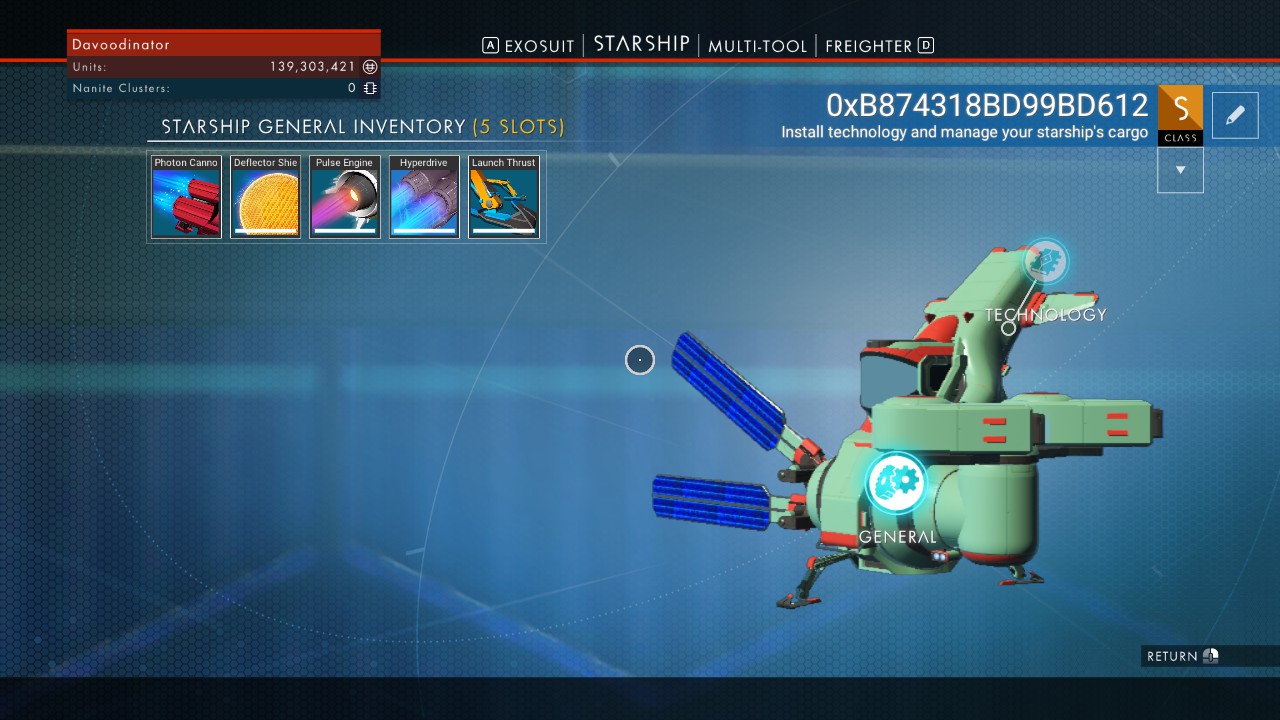 Davoodinator
Units: 139,303,421
Nanite Clusters: 0
A EXOSUIT STARSHIP MULTI-TOOL FREIGHTER D
0xB874318BD99BD612
Install technology and manage your starship's cargo
S
CLASS
STARSHIP GENERAL INVENTORY (5 SLOTS)
Photon Canno Deflector Shie Pulse Engine Hyperdrive Launch Thrust
TECHNOLOGY
GENERAL
RETURN